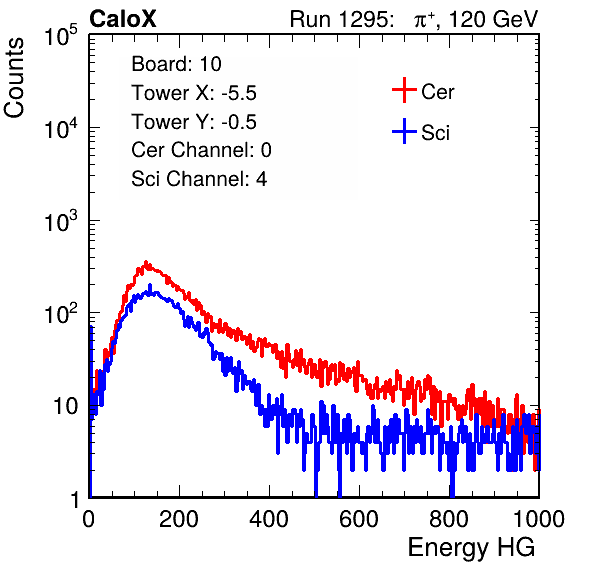 CaloX Run 1295: π⁺, 120 GeV
Counts
Board: 10
Tower X: -5.5
Tower Y: -0.5
Cer Channel: 0
Sci Channel: 4
Cer
Sci
10⁵
10⁴
10³
10²
10
1
0 200 400 600 800 1000
Energy HG